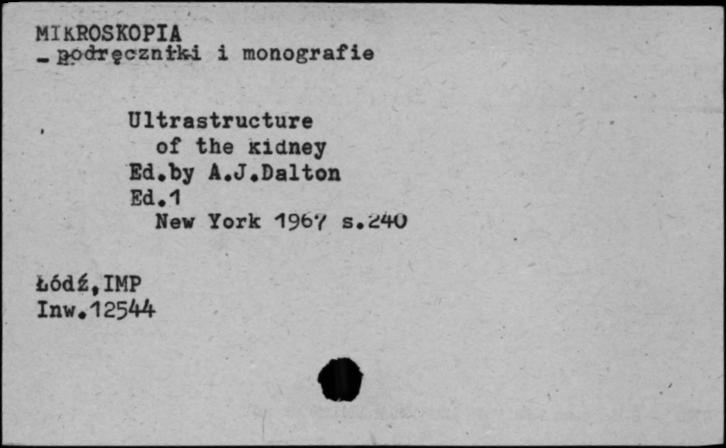 MIKROSKOPIA
- podręczniki i monografie
Ultrastructure
of the kidney
Ed.by A.J.Dalton
Ed.1
New York 1967 s.240
Łódź,IMP
Inw.12544